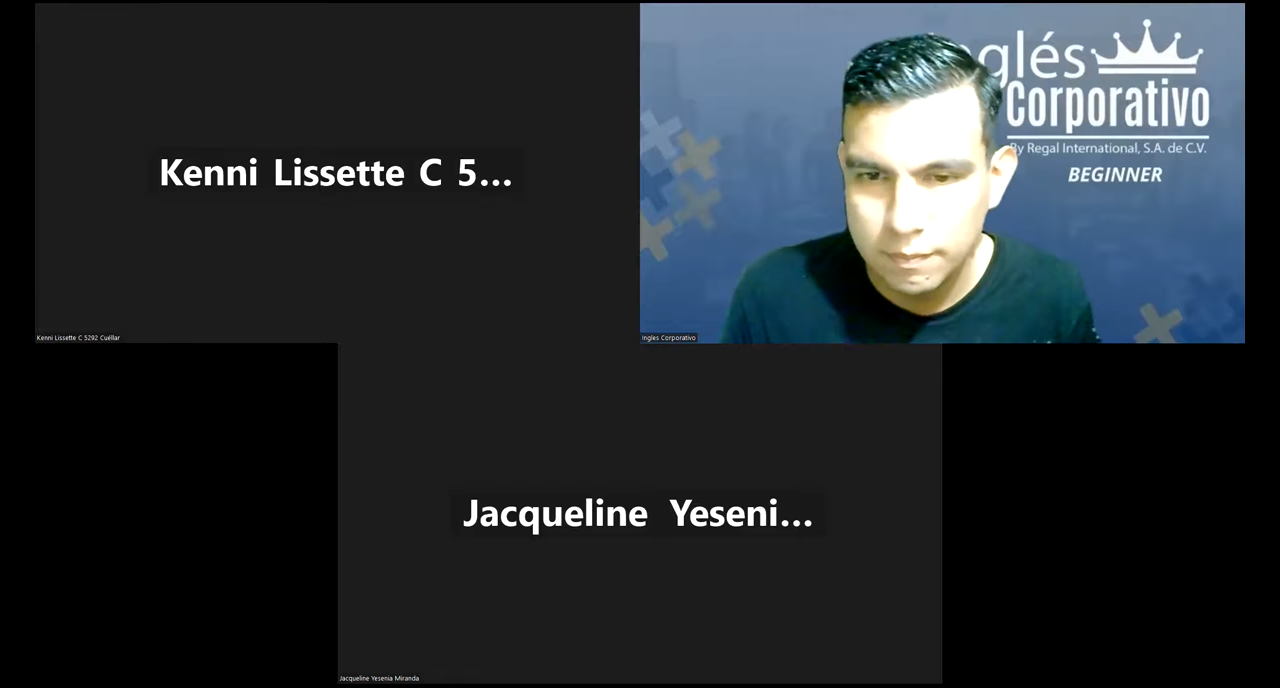 Kenni Lissette C 5...
Kenni Lissette C 5292 Cuéllar
nglés
Corporativo
By Regal International, S.A. de C.V.
BEGINNER
Ingles Corporativo
Jacqueline Yeseni...
Jacqueline Yesenia Miranda